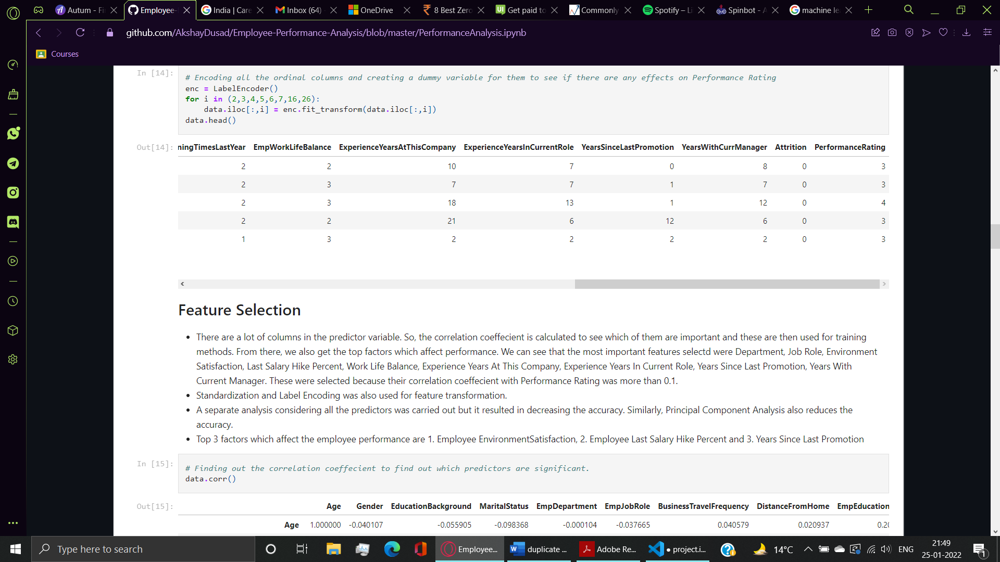 Autum - Fi
Employee-
India | Care
Inbox (64)
OneDrive
8 Best Zero
Get paid to
Commonly
Spotify – Li
Spinbot - A
machine le
github.com/AkshayDusad/Employee-Performance-Analysis/blob/master/PerformanceAnalysis.ipynb
Courses
In [14]:
# Encoding all the ordinal columns and creating a dummy variable for them to see if there are any effects on Performance Rating
enc = LabelEncoder()
for i in (2,3,4,5,6,7,16,26):
    data.iloc[:,i] = enc.fit_transform(data.iloc[:,i])
data.head()
Out[14]:
ningTimesLastYear EmpWorkLifeBalance ExperienceYearsAtThisCompany ExperienceYearsInCurrentRole YearsSinceLastPromotion YearsWithCurrManager Attrition PerformanceRating
2 2 10 7 0 8 0 3
2 3 7 7 1 7 0 3
2 3 18 13 1 12 0 4
2 2 21 6 12 6 0 3
1 3 2 2 2 2 0 3
Feature Selection
• There are a lot of columns in the predictor variable. So, the correlation coeffecient is calculated to see which of them are important and these are then used for training
methods. From there, we also get the top factors which affect performance. We can see that the most important features selectd were Department, Job Role, Environment
Satisfaction, Last Salary Hike Percent, Work Life Balance, Experience Years At This Company, Experience Years In Current Role, Years Since Last Promotion, Years With
Current Manager. These were selected because their correlation coeffecient with Performance Rating was more than 0.1.
• Standardization and Label Encoding was also used for feature transformation.
• A separate analysis considering all the predictors was carried out but it resulted in decreasing the accuracy. Similarly, Principal Component Analysis also reduces the
accuracy.
• Top 3 factors which affect the employee performance are 1. Employee EnvironmentSatisfaction, 2. Employee Last Salary Hike Percent and 3. Years Since Last Promotion
In [15]:
# Finding out the correlation coeffecient to find out which predictors are significant.
data.corr()
Out[15]:
Age Gender EducationBackground MaritalStatus EmpDepartment EmpJobRole BusinessTravelFrequency DistanceFromHome EmpEducation
Age 1.000000 -0.040107 -0.055905 -0.098368 -0.000104 -0.037665 0.040579 0.020937 0.20
Type here to search
Employee...
duplicate ...
Adobe Re...
● project.i...
14°C
ENG
21:49
25-01-2022
1